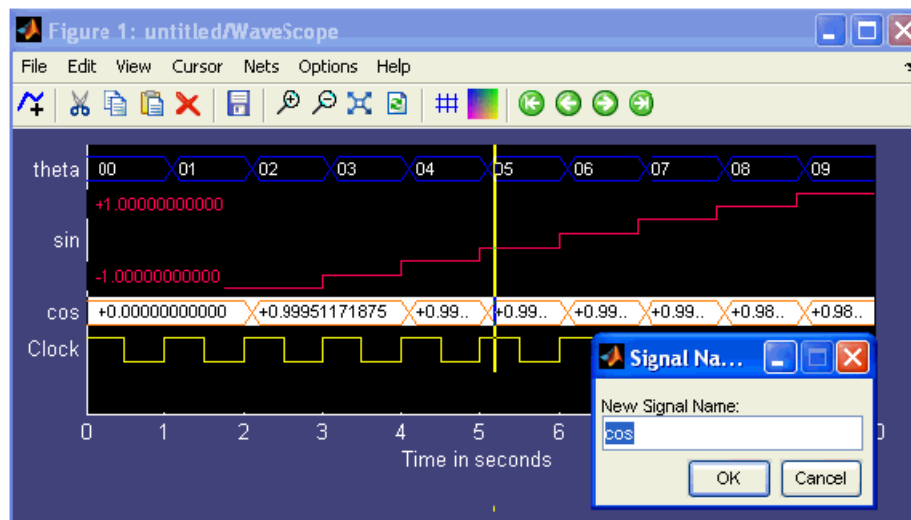 Figure 1: untitled/WaveScope
File Edit View Cursor Nets Options Help
theta 00 01 02 03 04 05 06 07 08 09
+1.00000000000
sin
-1.00000000000
cos +0.00000000000 +0.99951171875 +0.99.. +0.99.. +0.99.. +0.99.. +0.98.. +0.98..
Clock
0 1 2 3 4 5 6
Time in seconds
Signal Na...
New Signal Name:
cos
OK Cancel